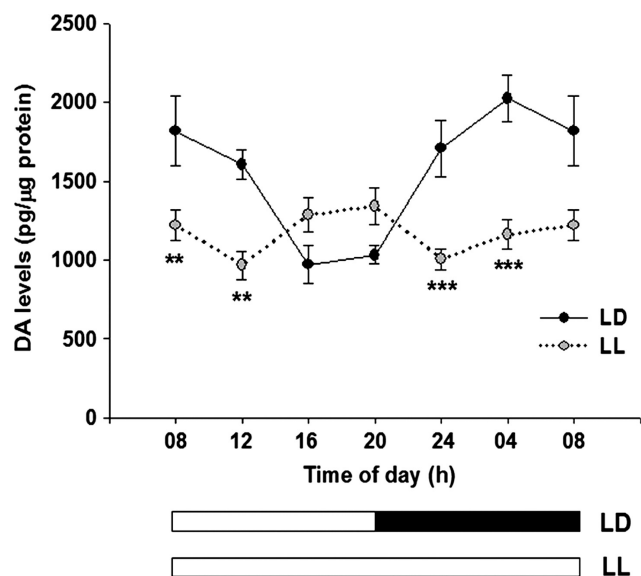 DA levels (pg/µg protein)
2500
2000
1500
1000
500
0
**
**
***
***
LD
LL
08 12 16 20 24 04 08
Time of day (h)
LD
LL